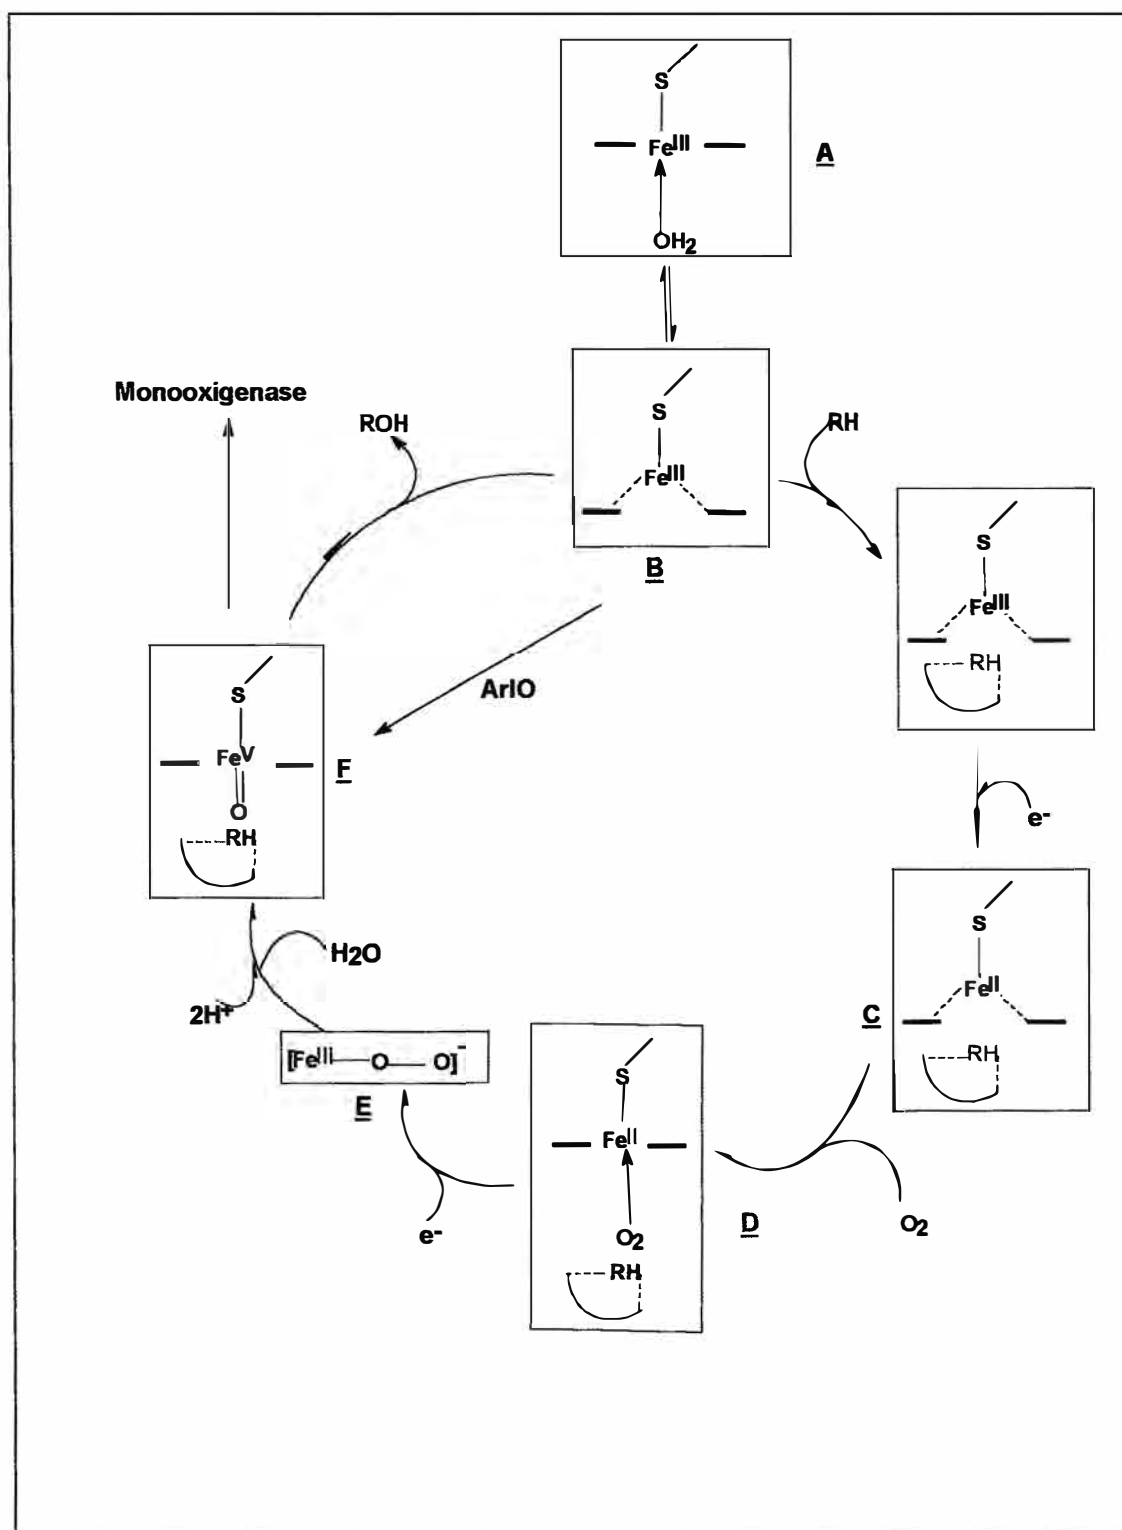 S
Fe III
A
OH2
Monooxigenase
ROH
S
RH
Fe III
B
S
Fe III
RH
ArIO
S
Fe V
F
O
RH
e-
S
Fe II
C
RH
H2O
2H+
[Fe III—O—O]-
E
S
Fe II
D
O2
O2
e-
RH